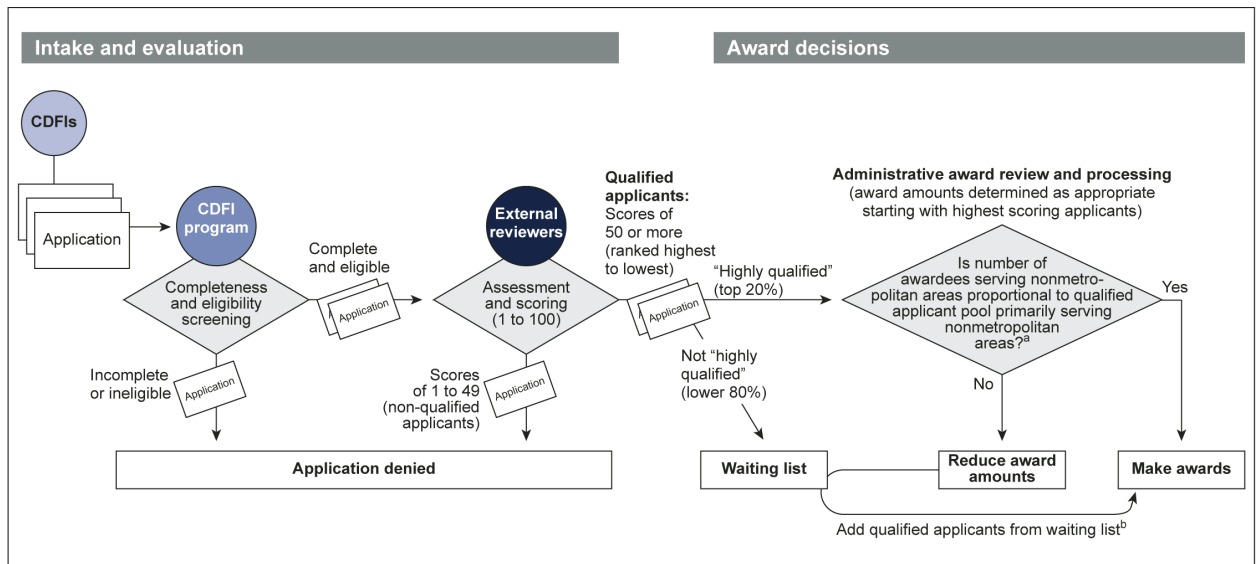 Intake and evaluation
Award decisions
CDFIs
Application
CDFI
program
Completeness
and eligibility
screening
Complete
and eligible
Application
Incomplete
or ineligible
Application
External
reviewers
Assessment
and scoring
(1 to 100)
Scores
of 1 to 49
(non-qualified
applicants)
Application
Application denied
Qualified
applicants:
Scores of
50 or more
(ranked highest
to lowest)
Application
"Highly qualified"
(top 20%)
Not "highly
qualified"
(lower 80%)
Administrative award review and processing
(award amounts determined as appropriate
starting with highest scoring applicants)
Is number of
awardees serving nonmetro-
politan areas proportional to qualified
applicant pool primarily serving
nonmetropolitan
areas?a
Yes
No
Waiting list
Reduce award
amounts
Make awards
Add qualified applicants from waiting listb